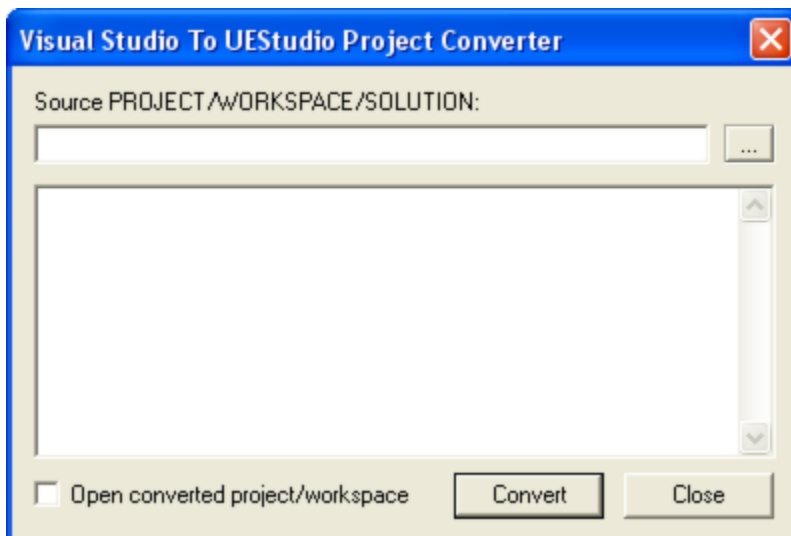 Visual Studio To UEStudio Project Converter
Source PROJECT/WORKSPACE/SOLUTION:
...
Open converted project/workspace Convert Close